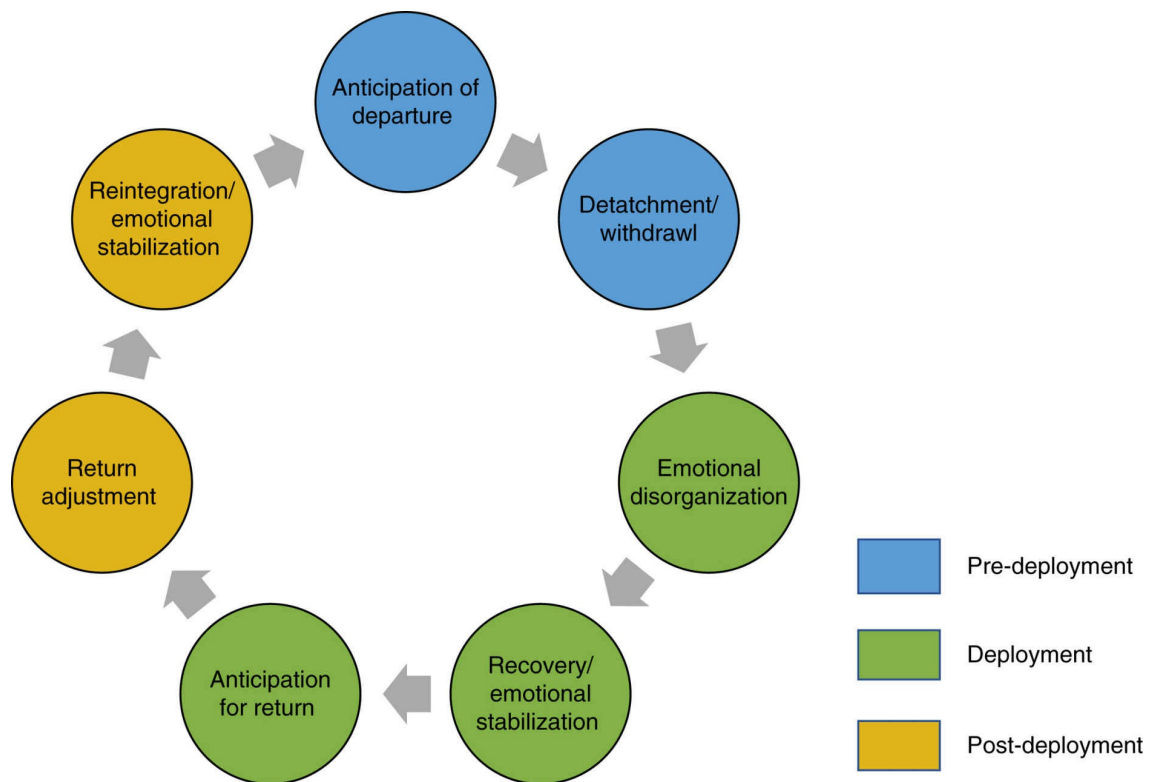 Anticipation of
departure
Detatchment/
withdrawl
Emotional
disorganization
Recovery/
emotional
stabilization
Anticipation
for return
Return
adjustment
Reintegration/
emotional
stabilization
Pre-deployment
Deployment
Post-deployment